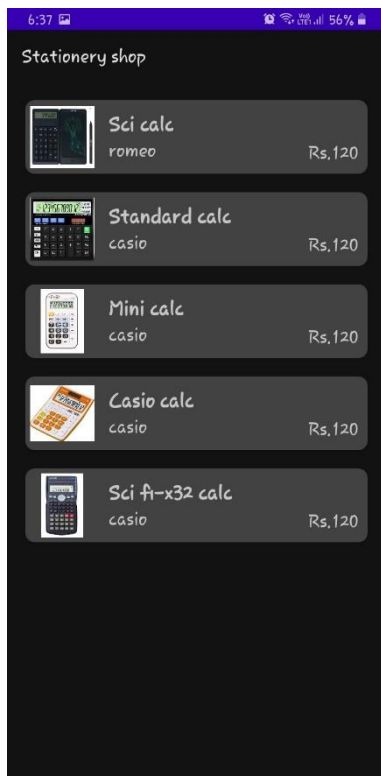 6:37 56%
Stationery shop
Sci calc
romeo Rs.120
Standard calc
casio Rs.120
Mini calc
casio Rs.120
Casio calc
casio Rs.120
Sci fi-x32 calc
casio Rs.120